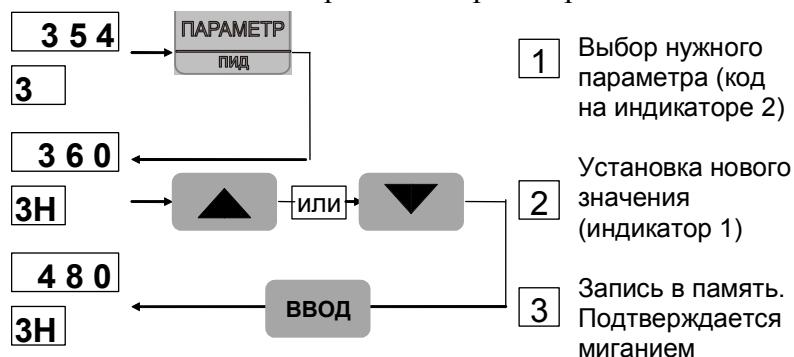 3 5 4
ПАРАМЕТР
ПИД
3
1
Выбор нужного
параметра (код
на индикаторе 2)
3 6 0
3Н
или
2
Установка нового
значения
(индикатор 1)
4 8 0
3Н
ВВОД
3
Запись в память.
Подтверждается
миганием